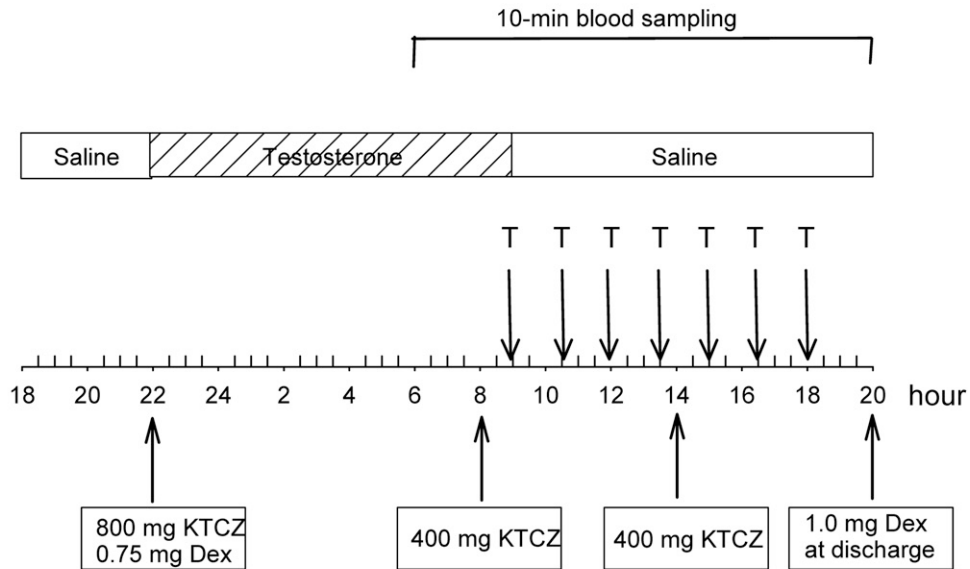 10-min blood sampling
Saline Testosterone Saline
T T T T T T T
18 20 22 24 2 4 6 8 10 12 14 16 18 20 hour
800 mg KTCZ
0.75 mg Dex
400 mg KTCZ
400 mg KTCZ
1.0 mg Dex
at discharge